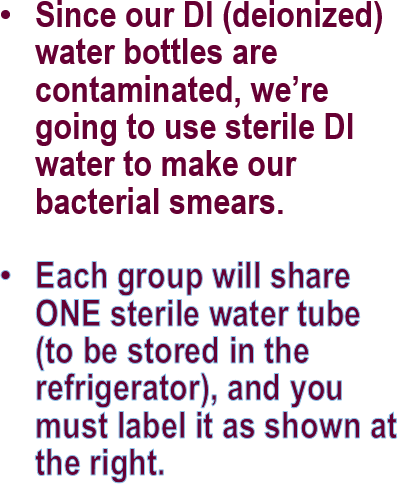 • Since our DI (deionized)
water bottles are
contaminated, we’re
going to use sterile DI
water to make our
bacterial smears.
• Each group will share
ONE sterile water tube
(to be stored in the
refrigerator), and you
must label it as shown at
the right.